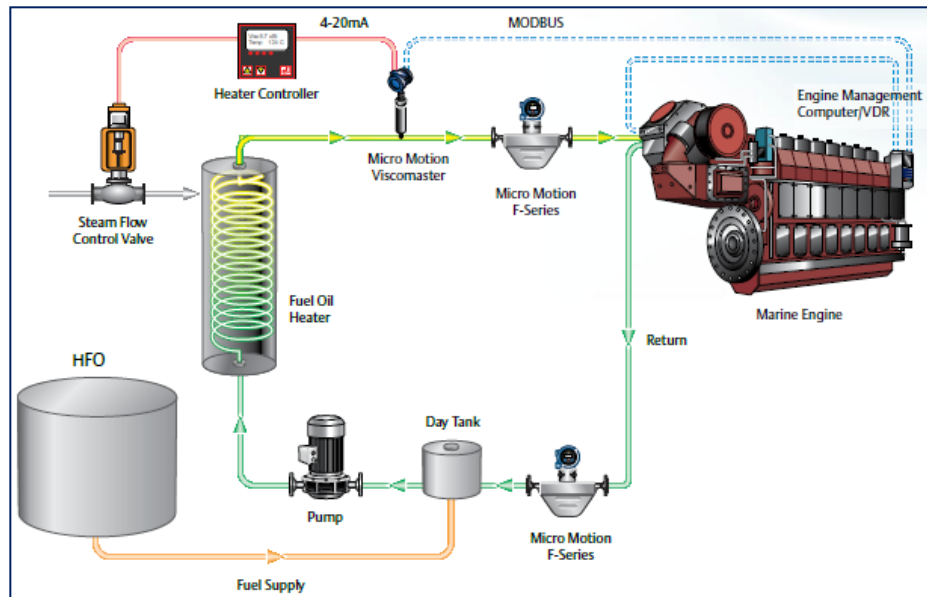 4-20mA
MODBUS
Heater Controller
Engine Management
Computer/VDR
Micro Motion
Viscomaster
Micro Motion
F-Series
Steam Flow
Control Valve
Fuel Oil
Heater
Marine Engine
Return
HFO
Day Tank
Pump
Micro Motion
F-Series
Fuel Supply